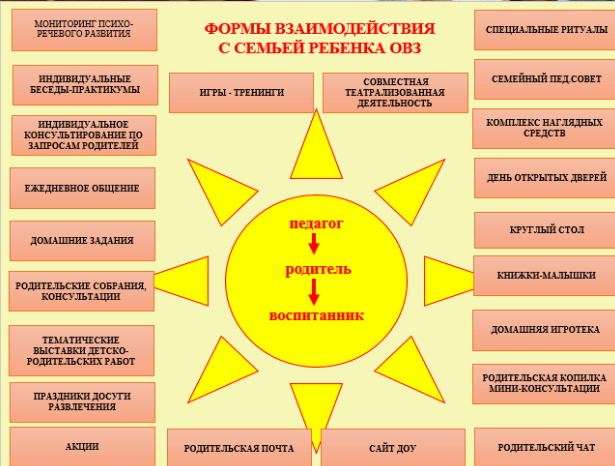 ФОРМЫ ВЗАИМОДЕЙСТВИЯ
С СЕМЬЕЙ РЕБЕНКА ОВЗ
МОНИТОРИНГ ПСИХО-
РЕЧЕВОГО РАЗВИТИЯ
ИНДИВИДУАЛЬНЫЕ
БЕСЕДЫ-ПРАКТИКУМЫ
ИНДИВИДУАЛЬНОЕ
КОНСУЛЬТИРОВАНИЕ ПО
ЗАПРОСАМ РОДИТЕЛЕЙ
ЕЖЕДНЕВНОЕ ОБЩЕНИЕ
ДОМАШНИЕ ЗАДАНИЯ
РОДИТЕЛЬСКИЕ СОБРАНИЯ,
КОНСУЛЬТАЦИИ
ТЕМАТИЧЕСКИЕ
ВЫСТАВКИ ДЕТСКО-
РОДИТЕЛЬСКИХ РАБОТ
ПРАЗДНИКИ ДОСУГИ
РАЗВЛЕЧЕНИЯ
АКЦИИ
ИГРЫ - ТРЕНИНГИ
СОВМЕСТНАЯ
ТЕАТРАЛИЗОВАННАЯ
ДЕЯТЕЛЬНОСТЬ
педагог
родитель
воспитанник
РОДИТЕЛЬСКАЯ ПОЧТА
САЙТ ДОУ
СПЕЦИАЛЬНЫЕ РИТУАЛЫ
СЕМЕЙНЫЙ ПЕД.СОВЕТ
КОМПЛЕКС НАГЛЯДНЫХ
СРЕДСТВ
ДЕНЬ ОТКРЫТЫХ ДВЕРЕЙ
КРУГЛЫЙ СТОЛ
КНИЖКИ-МАЛЫШКИ
ДОМАШНЯЯ ИГРОТЕКА
РОДИТЕЛЬСКАЯ КОПИЛКА
МИНИ-КОНСУЛЬТАЦИИ
РОДИТЕЛЬСКИЙ ЧАТ